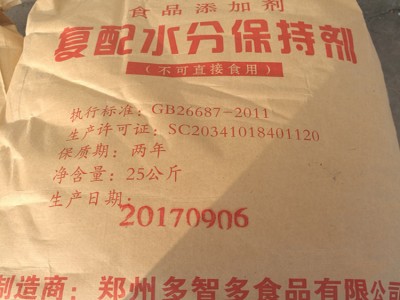 食品添加剂
复配水分保持剂
(不可直接食用)
执行标准：GB26687-2011
生产许可证：SC20341018401120
保质期：两年
净含量：25公斤
生产日期：
20170906
制造商：郑州多智多食品有限公司